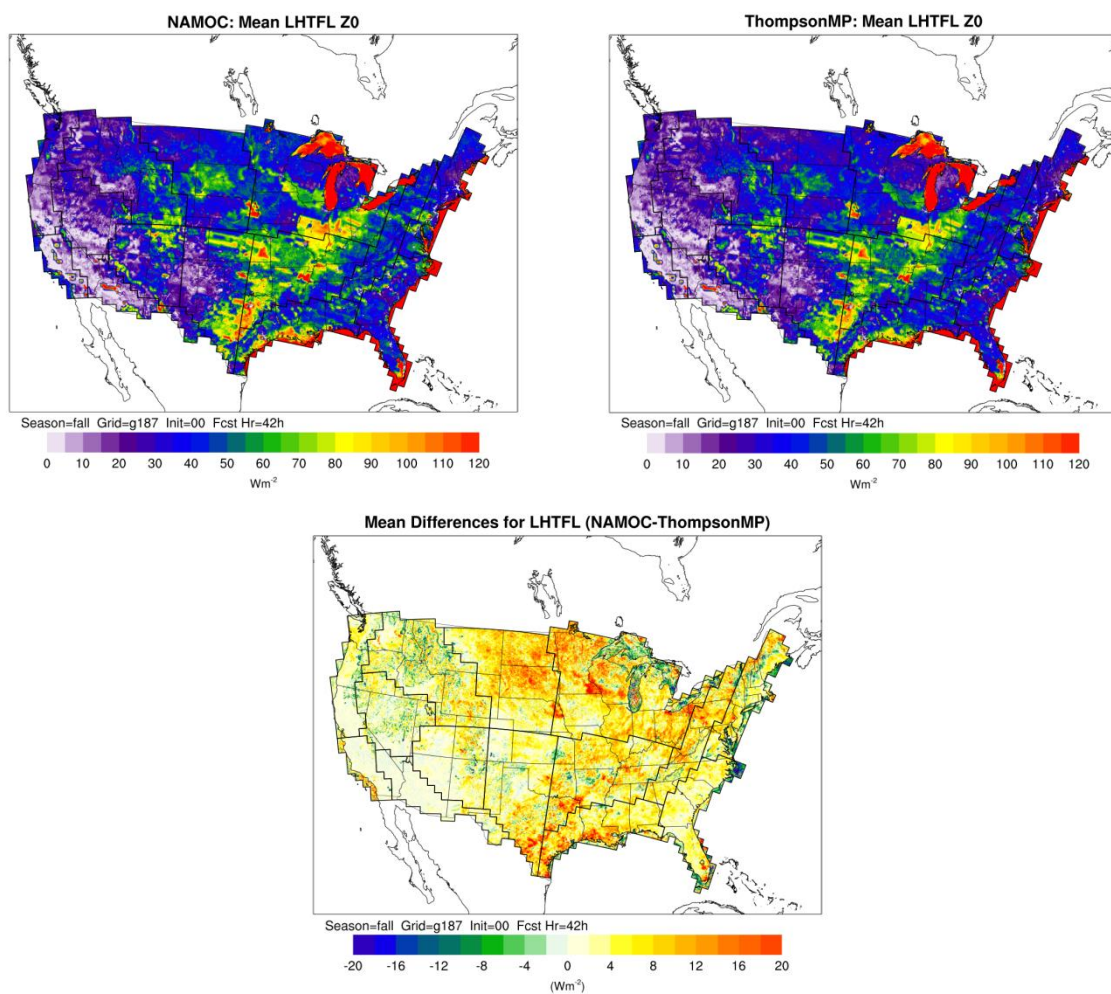 NAMOC: Mean LHTFL Z0
Season=fall Grid=g187 Init=00 Fcst Hr=42h
0 10 20 30 40 50 60 70 80 90 100 110 120
Wm-2
ThompsonMP: Mean LHTFL Z0
Season=fall Grid=g187 Init=00 Fcst Hr=42h
0 10 20 30 40 50 60 70 80 90 100 110 120
Wm-2
Mean Differences for LHTFL (NAMOC-ThompsonMP)
Season=fall Grid=g187 Init=00 Fcst Hr=42h
-20 -16 -12 -8 -4 0 4 8 12 16 20
(Wm-2)